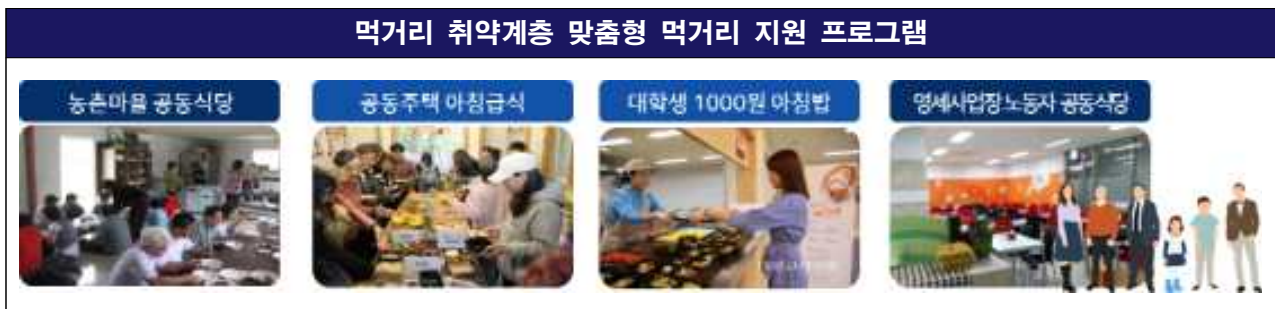 먹거리 취약계층 맞춤형 먹거리 지원 프로그램
농촌마을 공동식당
공동주택 아침급식
대학생 1000원 아침밥
영세사업장 노동자 공동식당